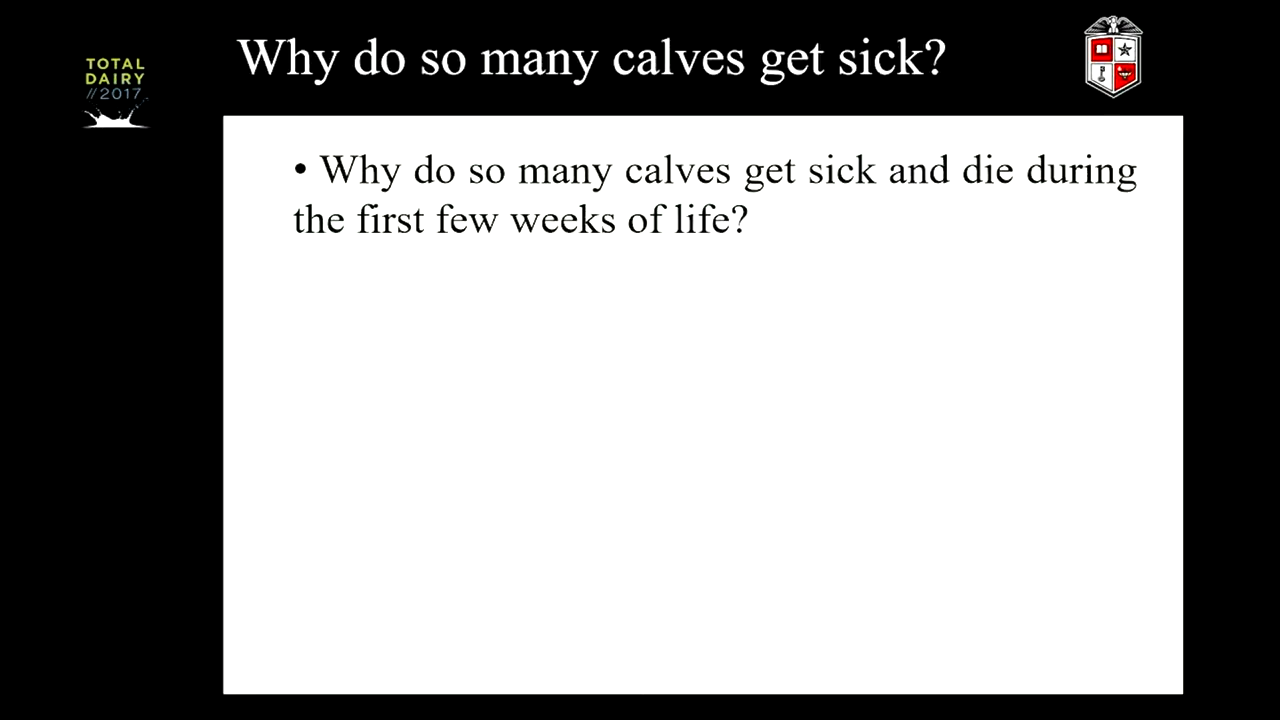 Why do so many calves get sick?
TOTAL
DAIRY
//2017
• Why do so many calves get sick and die during
the first few weeks of life?